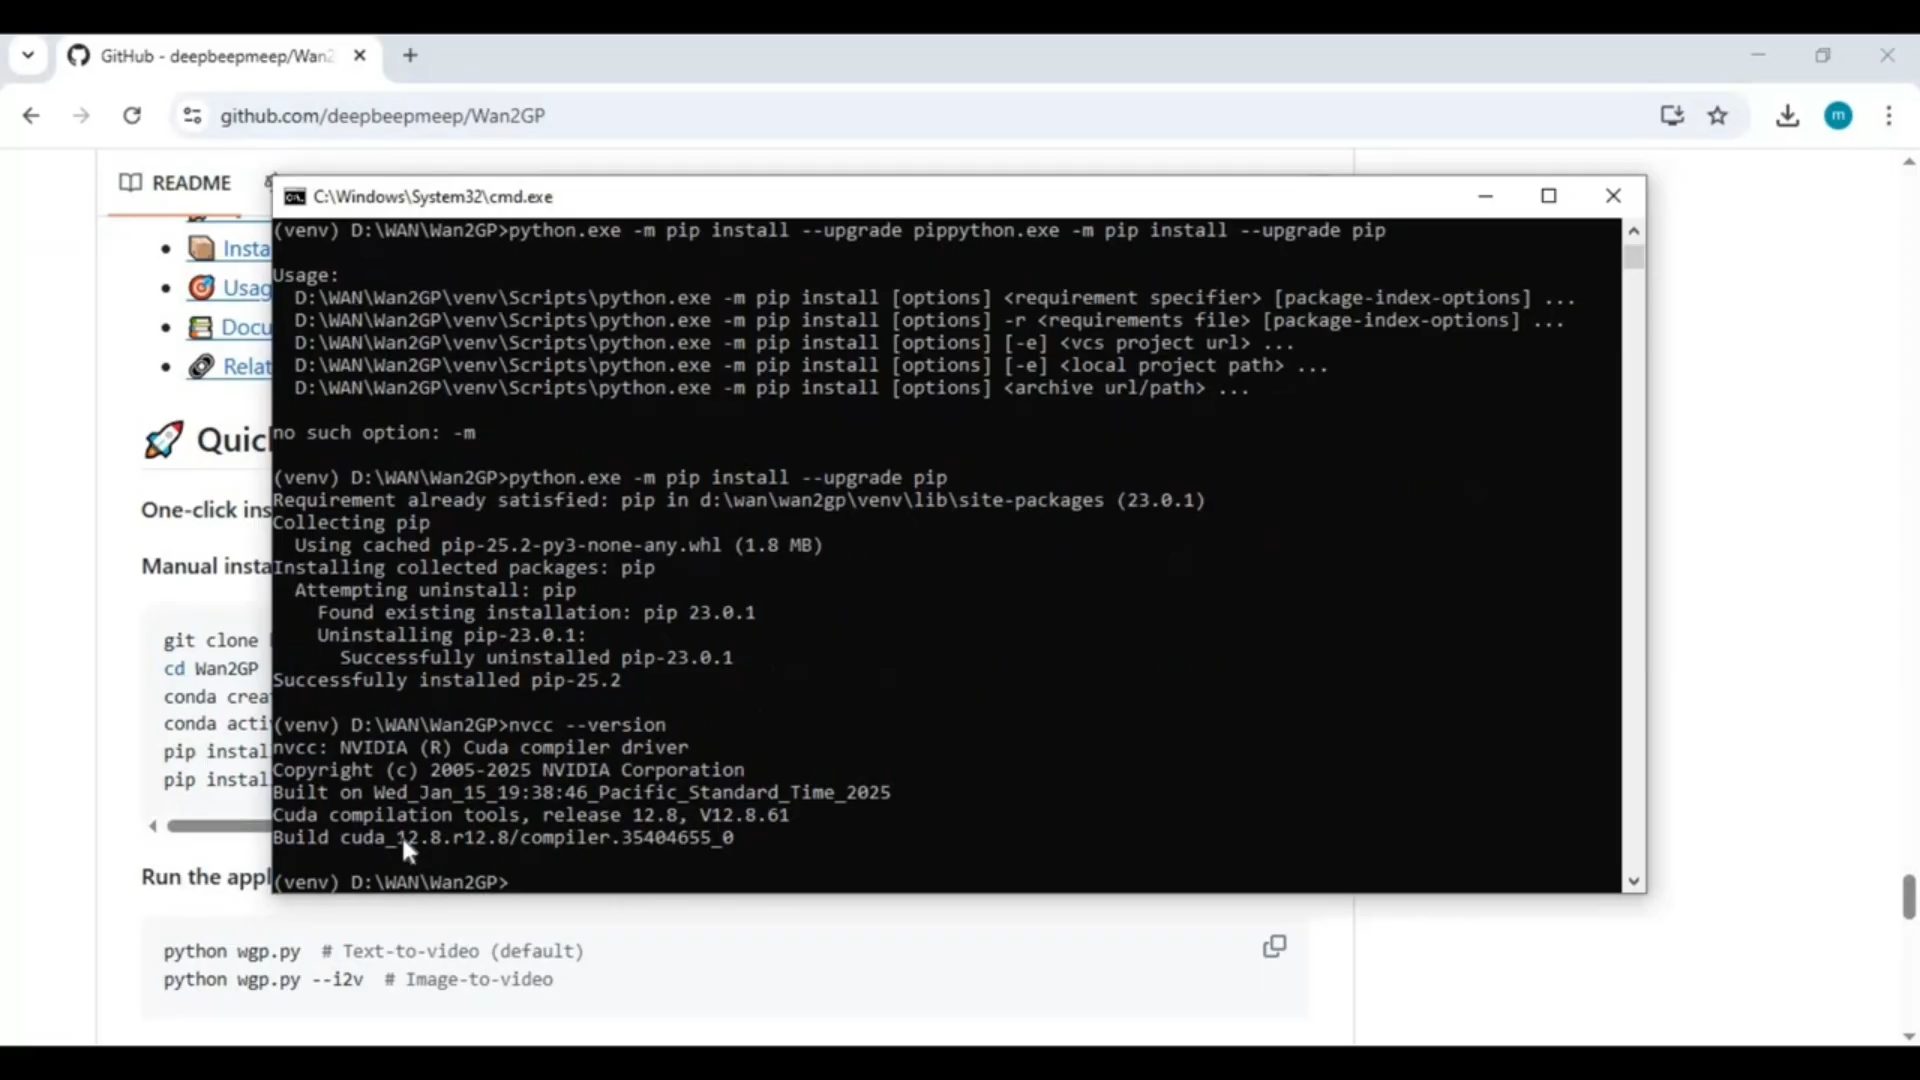 GitHub - deepbeepmeep/Wan2
github.com/deepbeepmeep/Wan2GP
m
README
C:\Windows\System32\cmd.exe
(venv) D:\WAN\Wan2GP>python.exe -m pip install --upgrade pippython.exe -m pip install --upgrade pip
Insta
Usage:
Usag
D:\WAN\Wan2GP\venv\Scripts\python.exe -m pip install [options] <requirement specifier> [package-index-options] ...
D:\WAN\Wan2GP\venv\Scripts\python.exe -m pip install [options] -r <requirements file> [package-index-options] ...
Docu
D:\WAN\Wan2GP\venv\Scripts\python.exe -m pip install [options] [-e] <vcs project url> ...
D:\WAN\Wan2GP\venv\Scripts\python.exe -m pip install [options] [-e] <local project path> ...
Relat
D:\WAN\Wan2GP\venv\Scripts\python.exe -m pip install [options] <archive url/path> ...
Quic
no such option: -m
(venv) D:\WAN\Wan2GP>python.exe -m pip install --upgrade pip
Requirement already satisfied: pip in d:\wan\wan2gp\venv\lib\site-packages (23.0.1)
One-click ins
Collecting pip
Using cached pip-25.2-py3-none-any.whl (1.8 MB)
Manual insta
Installing collected packages: pip
Attempting uninstall: pip
Found existing installation: pip 23.0.1
Uninstalling pip-23.0.1:
Successfully uninstalled pip-23.0.1
Successfully installed pip-25.2
git clone
cd Wan2GP
conda crea
conda acti
pip instal
pip instal
(venv) D:\WAN\Wan2GP>nvcc --version
nvcc: NVIDIA (R) Cuda compiler driver
Copyright (c) 2005-2025 NVIDIA Corporation
Built on Wed_Jan_15_19:38:46_Pacific_Standard_Time_2025
Cuda compilation tools, release 12.8, V12.8.61
Build cuda_12.8.r12.8/compiler.35404655_0
Run the appl
(venv) D:\WAN\Wan2GP>
python wgp.py # Text-to-video (default)
python wgp.py --i2v # Image-to-video